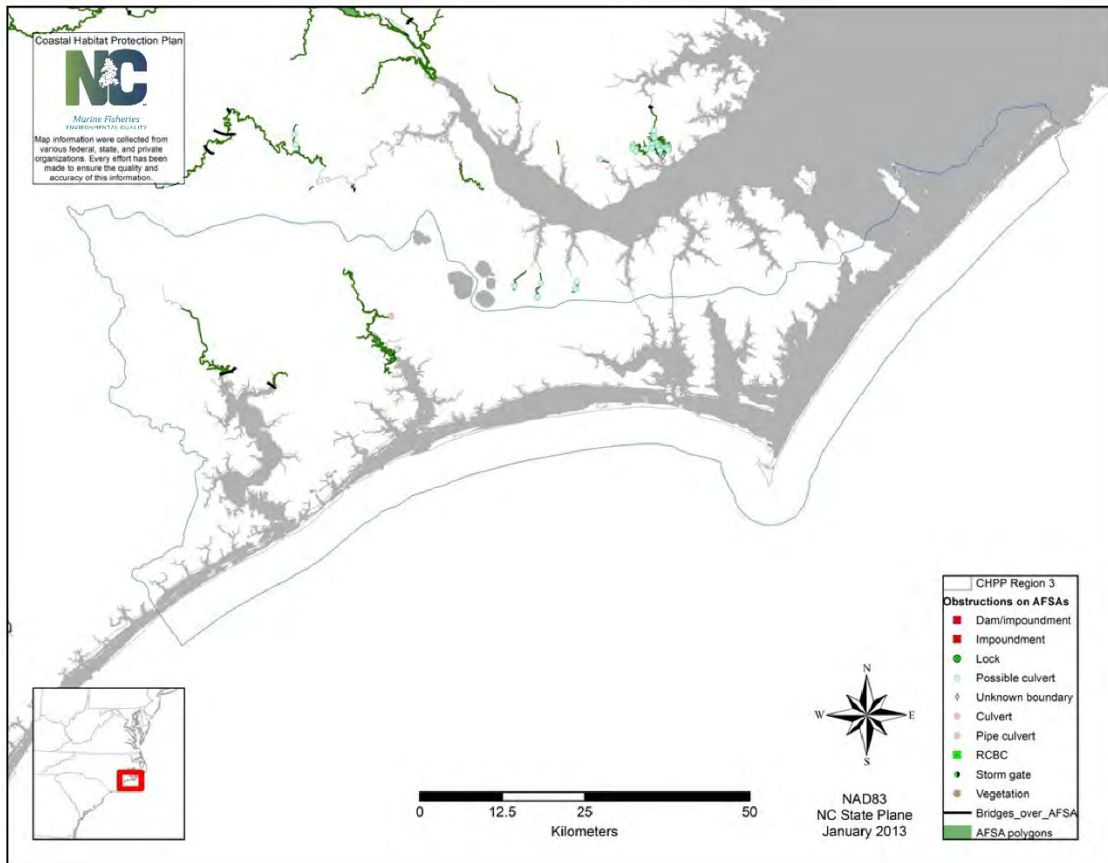 Coastal Habitat Protection Plan
NC
Marine Fisheries
ENVIRONMENTAL QUALITY
Map information were collected from
various federal, state, and private
organizations. Every effort has been
made to ensure the quality and
accuracy of this information.
CHPP Region 3
Obstructions on AFSAs
Dam/impoundment
Impoundment
Lock
Possible culvert
Unknown boundary
Culvert
Pipe culvert
RCBC
Storm gate
Vegetation
Bridges_over_AFSA
AFSA polygons
N
W
E
S
0
12.5
25
50
Kilometers
NAD83
NC State Plane
January 2013